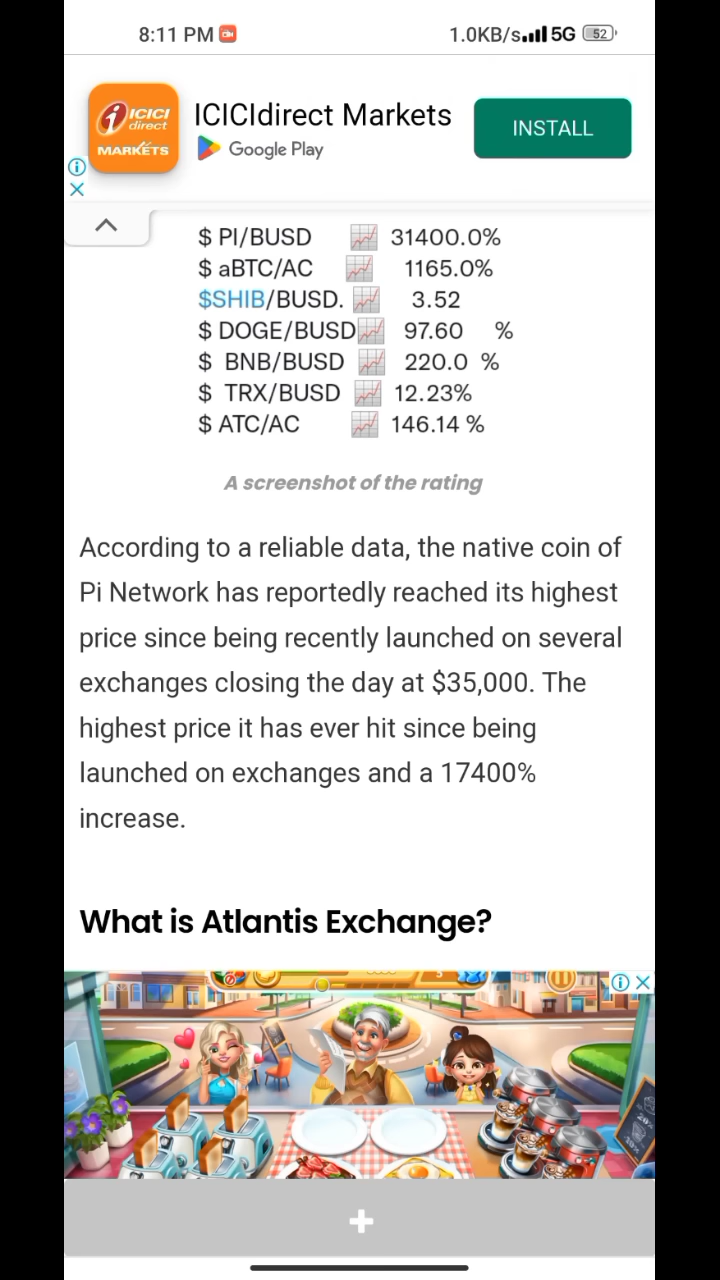 8:11 PM
1.0KB/s 5G 52
ICICI direct MARKETS
ICICIdirect Markets
Google Play
INSTALL
$ PI/BUSD 31400.0%
$ aBTC/AC 1165.0%
$SHIB/BUSD. 3.52
$ DOGE/BUSD 97.60 %
$ BNB/BUSD 220.0 %
$ TRX/BUSD 12.23%
$ ATC/AC 146.14 %
A screenshot of the rating
According to a reliable data, the native coin of
Pi Network has reportedly reached its highest
price since being recently launched on several
exchanges closing the day at $35,000. The
highest price it has ever hit since being
launched on exchanges and a 17400%
increase.
What is Atlantis Exchange?